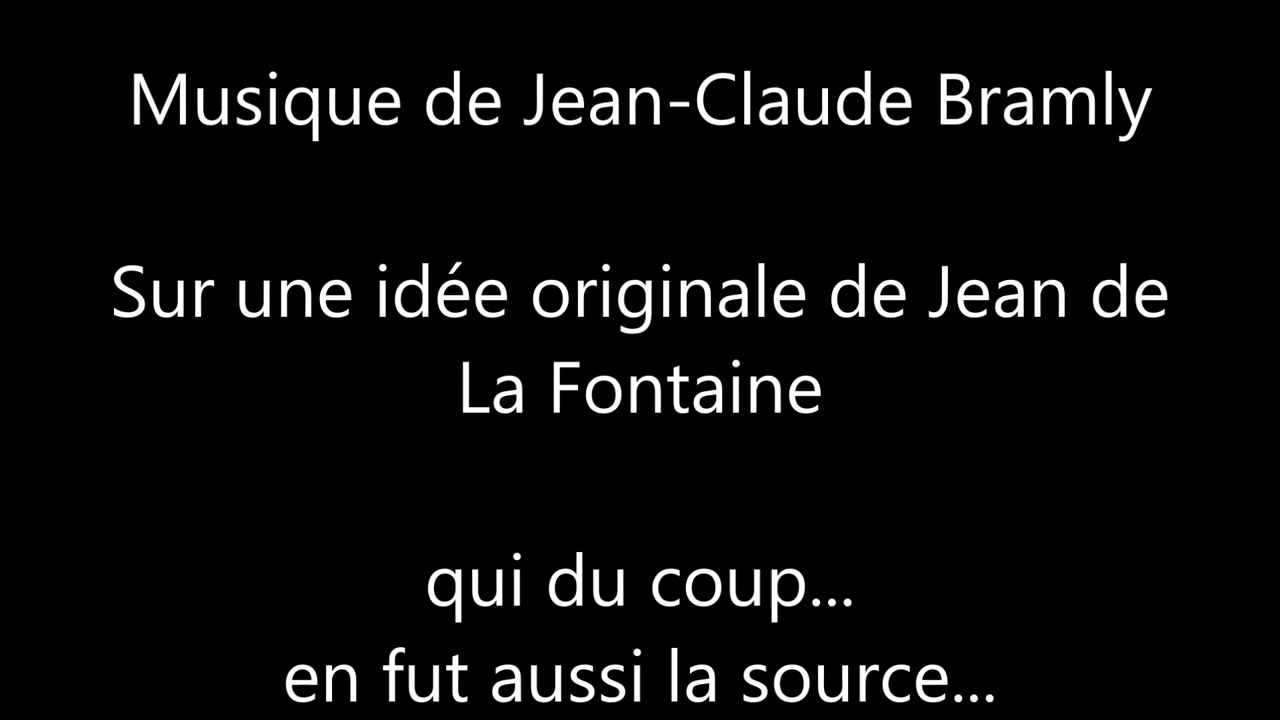 Musique de Jean-Claude Bramly
Sur une idée originale de Jean de
La Fontaine
qui du coup...
en fut aussi la source...